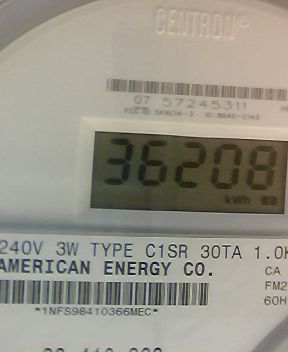 CENTRON®
07 57245311
36208
kWh
240V 3W TYPE C1SR 30TA 1.0K
AMERICAN ENERGY CO.
CA
FM2
60H
*1NFS98410366MEC*